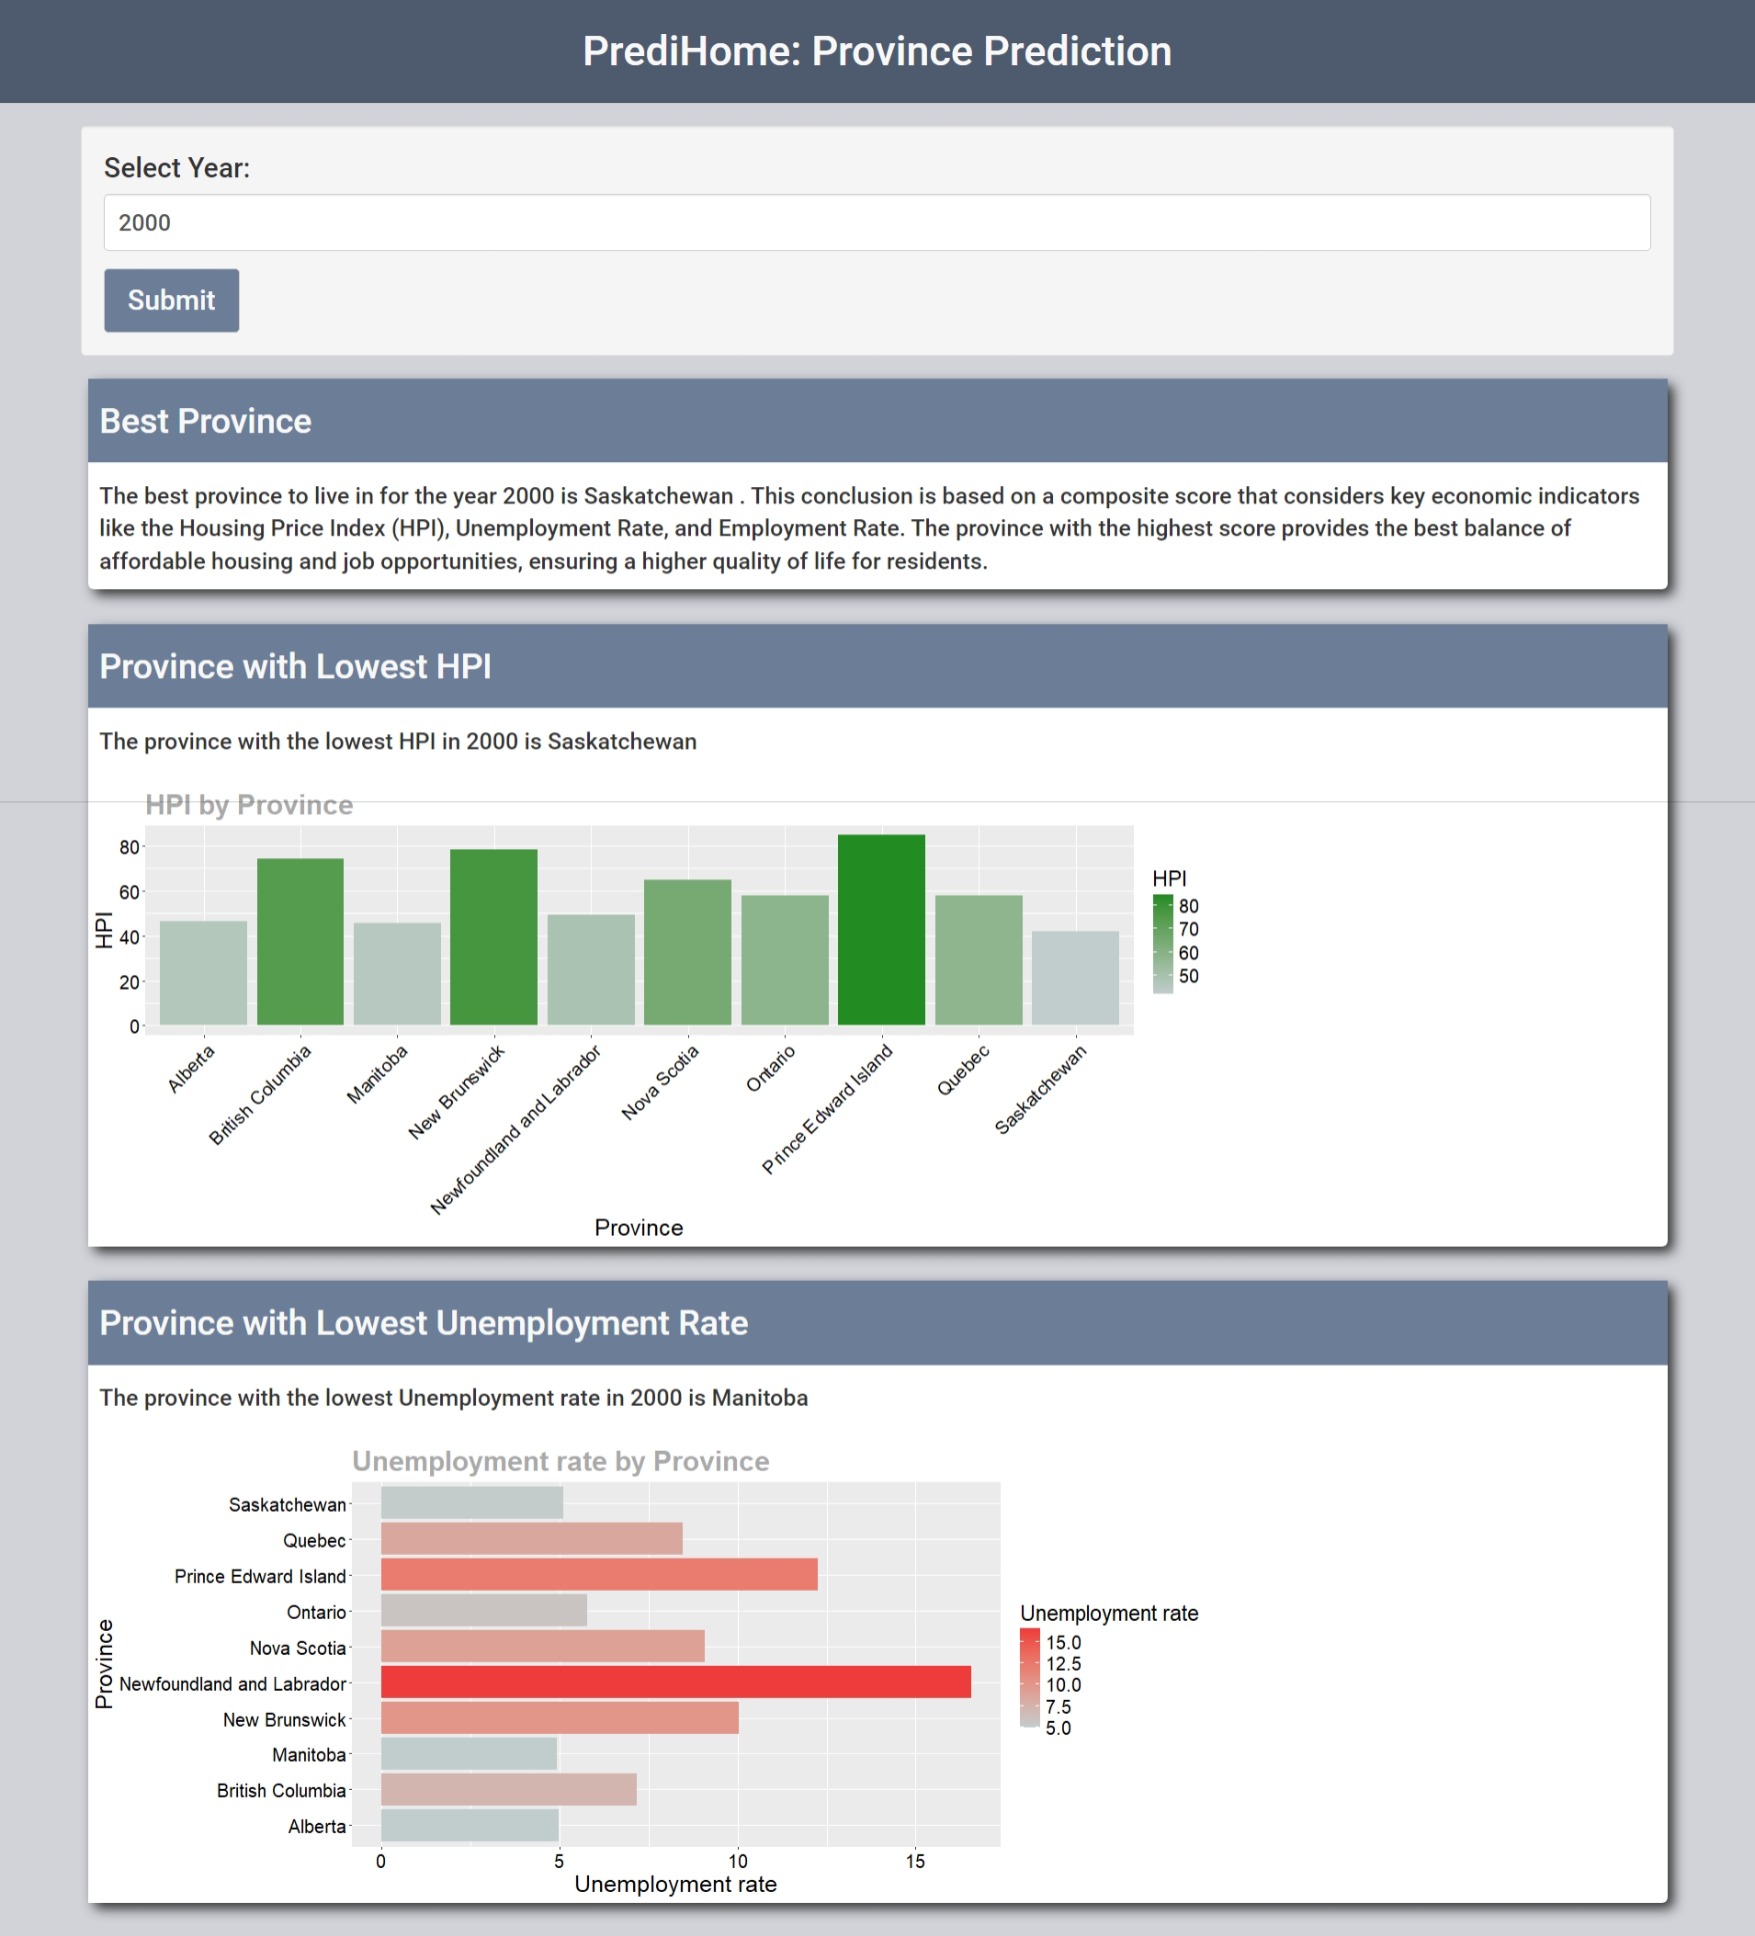 PrediHome: Province Prediction
Select Year:
2000
Submit
Best Province
The best province to live in for the year 2000 is Saskatchewan . This conclusion is based on a composite score that considers key economic indicators
like the Housing Price Index (HPI), Unemployment Rate, and Employment Rate. The province with the highest score provides the best balance of
affordable housing and job opportunities, ensuring a higher quality of life for residents.
Province with Lowest HPI
The province with the lowest HPI in 2000 is Saskatchewan
HPI by Province
HPI
80
60
40
20
0
Alberta
British Columbia
Manitoba
New Brunswick
Newfoundland and Labrador
Nova Scotia
Ontario
Prince Edward Island
Quebec
Saskatchewan
Province
HPI
80
70
60
50
Province with Lowest Unemployment Rate
The province with the lowest Unemployment rate in 2000 is Manitoba
Unemployment rate by Province
Province
Saskatchewan
Quebec
Prince Edward Island
Ontario
Nova Scotia
Newfoundland and Labrador
New Brunswick
Manitoba
British Columbia
Alberta
0
5
10
15
Unemployment rate
Unemployment rate
15.0
12.5
10.0
7.5
5.0